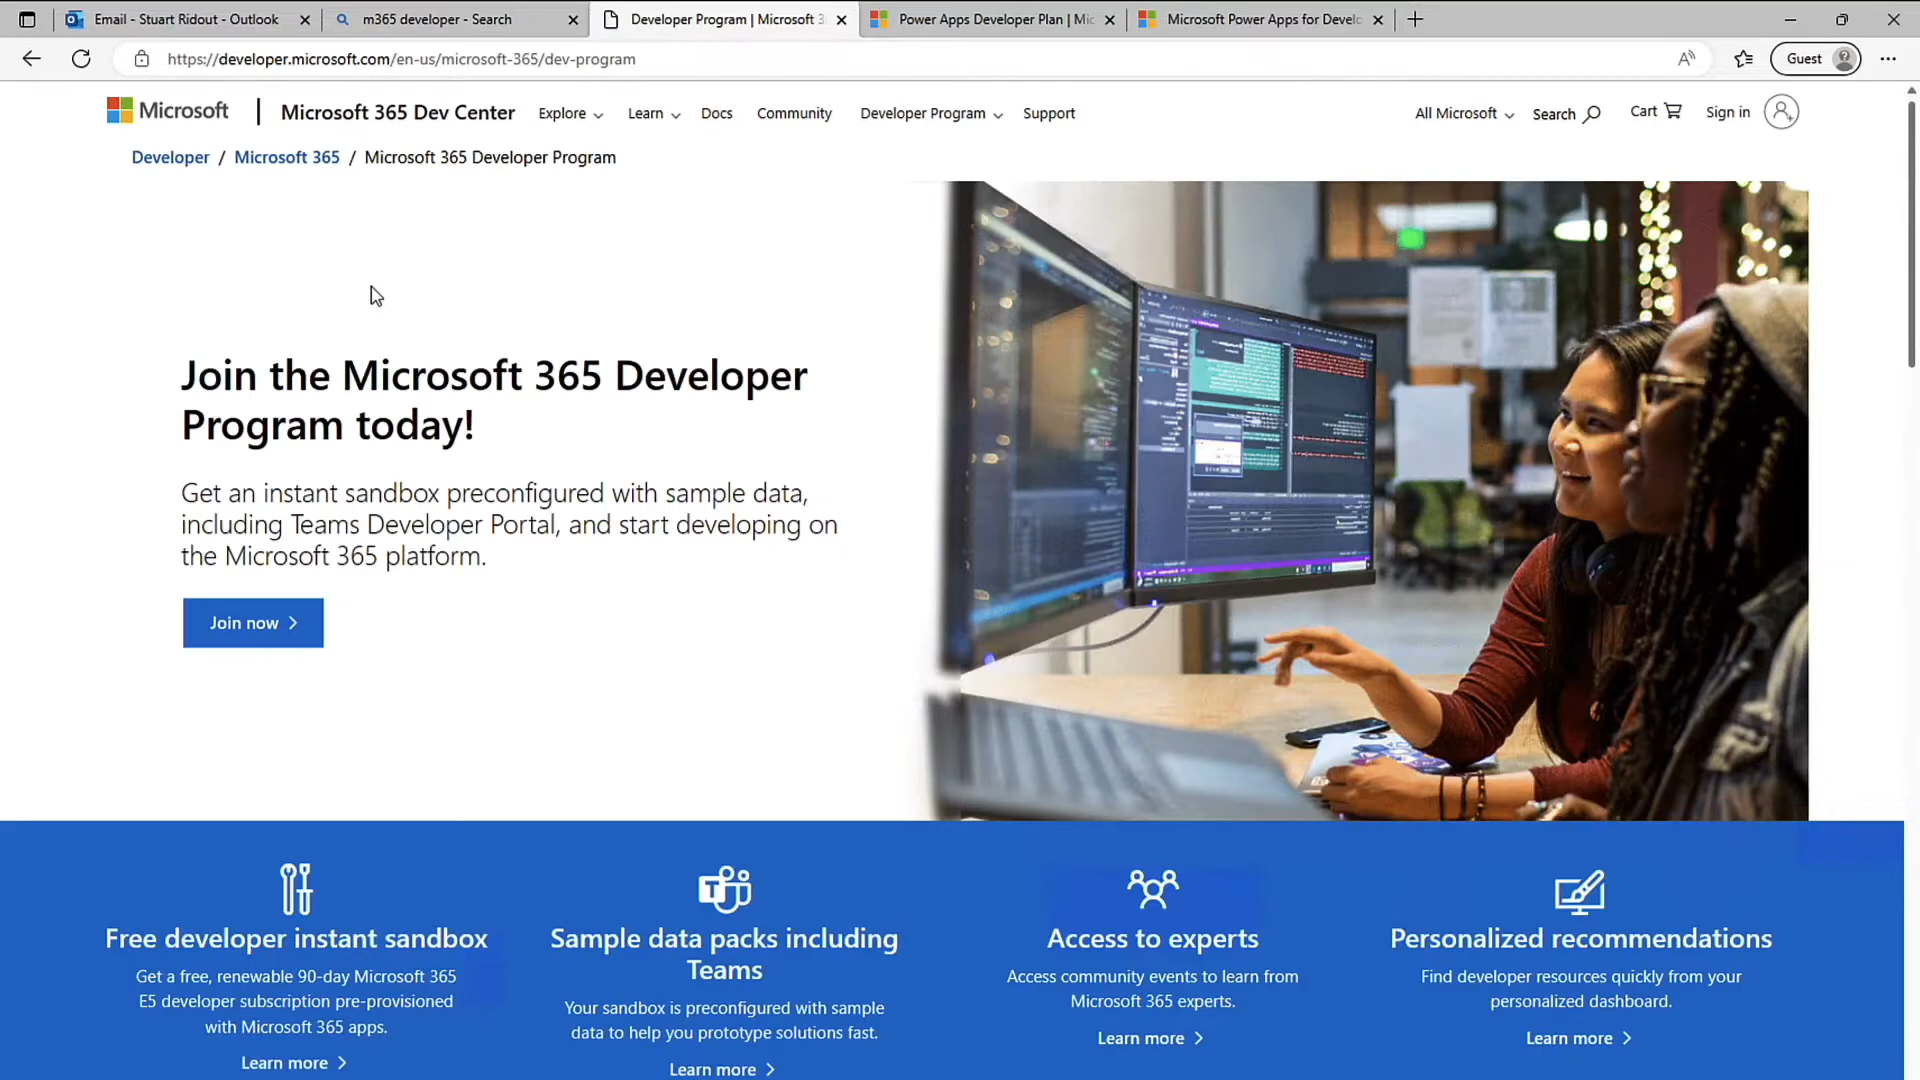 Email - Stuart Ridout - Outlook
m365 developer - Search
Developer Program | Microsoft 3
Power Apps Developer Plan | Mic
Microsoft Power Apps for Develo
https://developer.microsoft.com/en-us/microsoft-365/dev-program
Guest
Microsoft
Microsoft 365 Dev Center
Explore
Learn
Docs
Community
Developer Program
Support
All Microsoft
Search
Cart
Sign in
Developer / Microsoft 365 / Microsoft 365 Developer Program
Join the Microsoft 365 Developer
Program today!
Get an instant sandbox preconfigured with sample data,
including Teams Developer Portal, and start developing on
the Microsoft 365 platform.
Join now
Free developer instant sandbox
Get a free, renewable 90-day Microsoft 365
E5 developer subscription pre-provisioned
with Microsoft 365 apps.
Learn more
Sample data packs including
Teams
Your sandbox is preconfigured with sample
data to help you prototype solutions fast.
Learn more
Access to experts
Access community events to learn from
Microsoft 365 experts.
Learn more
Personalized recommendations
Find developer resources quickly from your
personalized dashboard.
Learn more